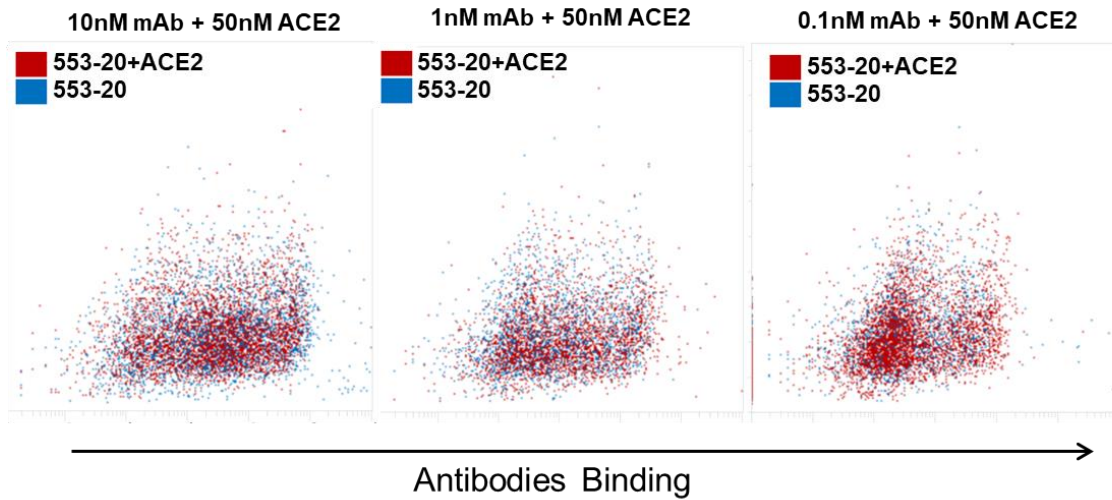 10nM mAb + 50nM ACE2
553-20+ACE2
553-20
1nM mAb + 50nM ACE2
553-20+ACE2
553-20
0.1nM mAb + 50nM ACE2
553-20+ACE2
553-20
Antibodies Binding